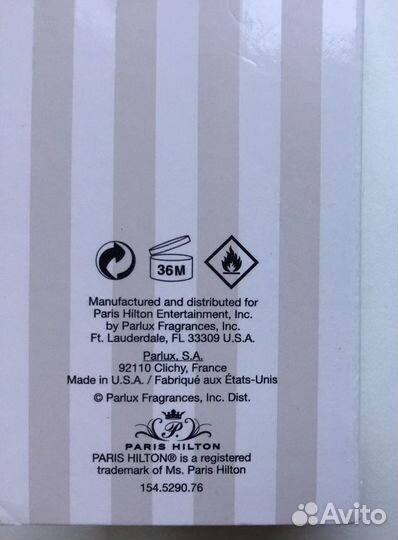 36M
Manufactured and distributed for
Paris Hilton Entertainment, Inc.
by Parlux Fragrances, Inc.
Ft. Lauderdale, FL 33309 U.S.A.
Parlux, S.A.
92110 Clichy, France
Made in U.S.A. / Fabriqué aux États-Unis
© Parlux Fragrances, Inc. Dist.
P.
PARIS HILTON
PARIS HILTON® is a registered
trademark of Ms. Paris Hilton
154.5290.76
Avito